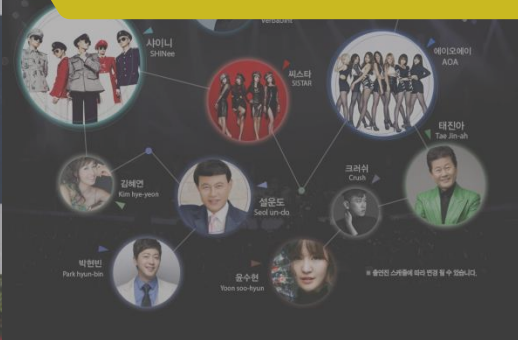 Verbal Jint
샤이니
SHINee
씨스타
SISTAR
에이오에이
AOA
태진아
Tae Jin-ah
크러쉬
Crush
김혜연
Kim hye-yeon
설운도
Seol un-do
박현빈
Park hyun-bin
윤수현
Yoon soo-hyun
※ 출연진 스케줄에 따라 변경 될 수 있습니다.